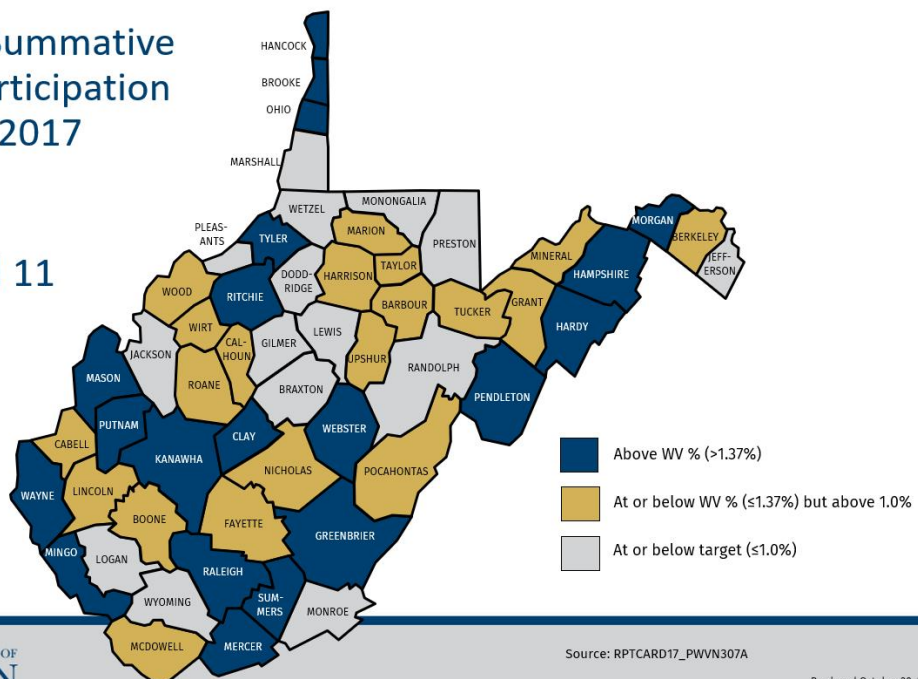 Summative
rticipation
2017
11
HANCOCK
BROOKE
OHIO
MARSHALL
WETZEL
MONONGALIA
PLEAS-
ANTS
TYLER
MARION
PRESTON
MORGAN
BERKELEY
JEFF-
ERSON
MINERAL
HAMPSHIRE
DODD-
RIDGE
HARRISON
TAYLOR
WOOD
RITCHIE
BARBOUR
TUCKER
GRANT
HARDY
WIRT
CAL-
HOUN
GILMER
LEWIS
UPSHUR
RANDOLPH
JACKSON
ROANE
BRAXTON
PENDLETON
MASON
PUTNAM
CLAY
WEBSTER
CABELL
KANAWHA
NICHOLAS
POCAHONTAS
WAYNE
LINCOLN
BOONE
FAYETTE
GREENBRIER
MINGO
LOGAN
RALEIGH
WYOMING
SUM-
MERS
MONROE
MCDOWELL
MERCER
Above WV % (>1.37%)
At or below WV % (≤1.37%) but above 1.0%
At or below target (≤1.0%)
OF
N
Source: RPTCARD17_PWVN307A